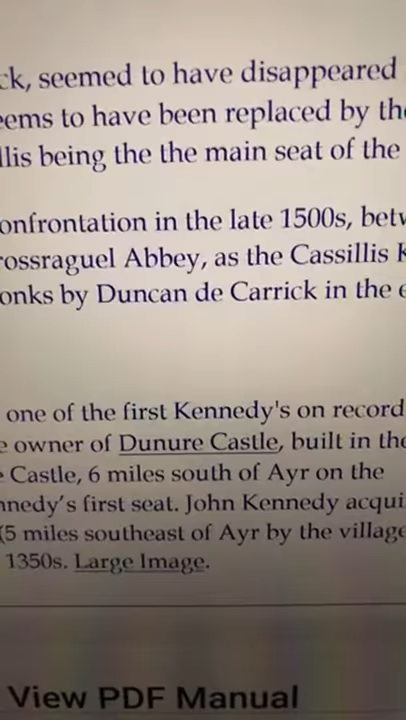 ck, seemed to have disappeared
eems to have been replaced by the
llis being the the main seat of the
onfrontation in the late 1500s, betw
rossraguel Abbey, as the Cassillis K
onks by Duncan de Carrick in the e
one of the first Kennedy's on record
e owner of Dunure Castle, built in the
e Castle, 6 miles south of Ayr on the
nnedy's first seat. John Kennedy acqui
(5 miles southeast of Ayr by the village
1350s. Large Image.
View PDF Manual